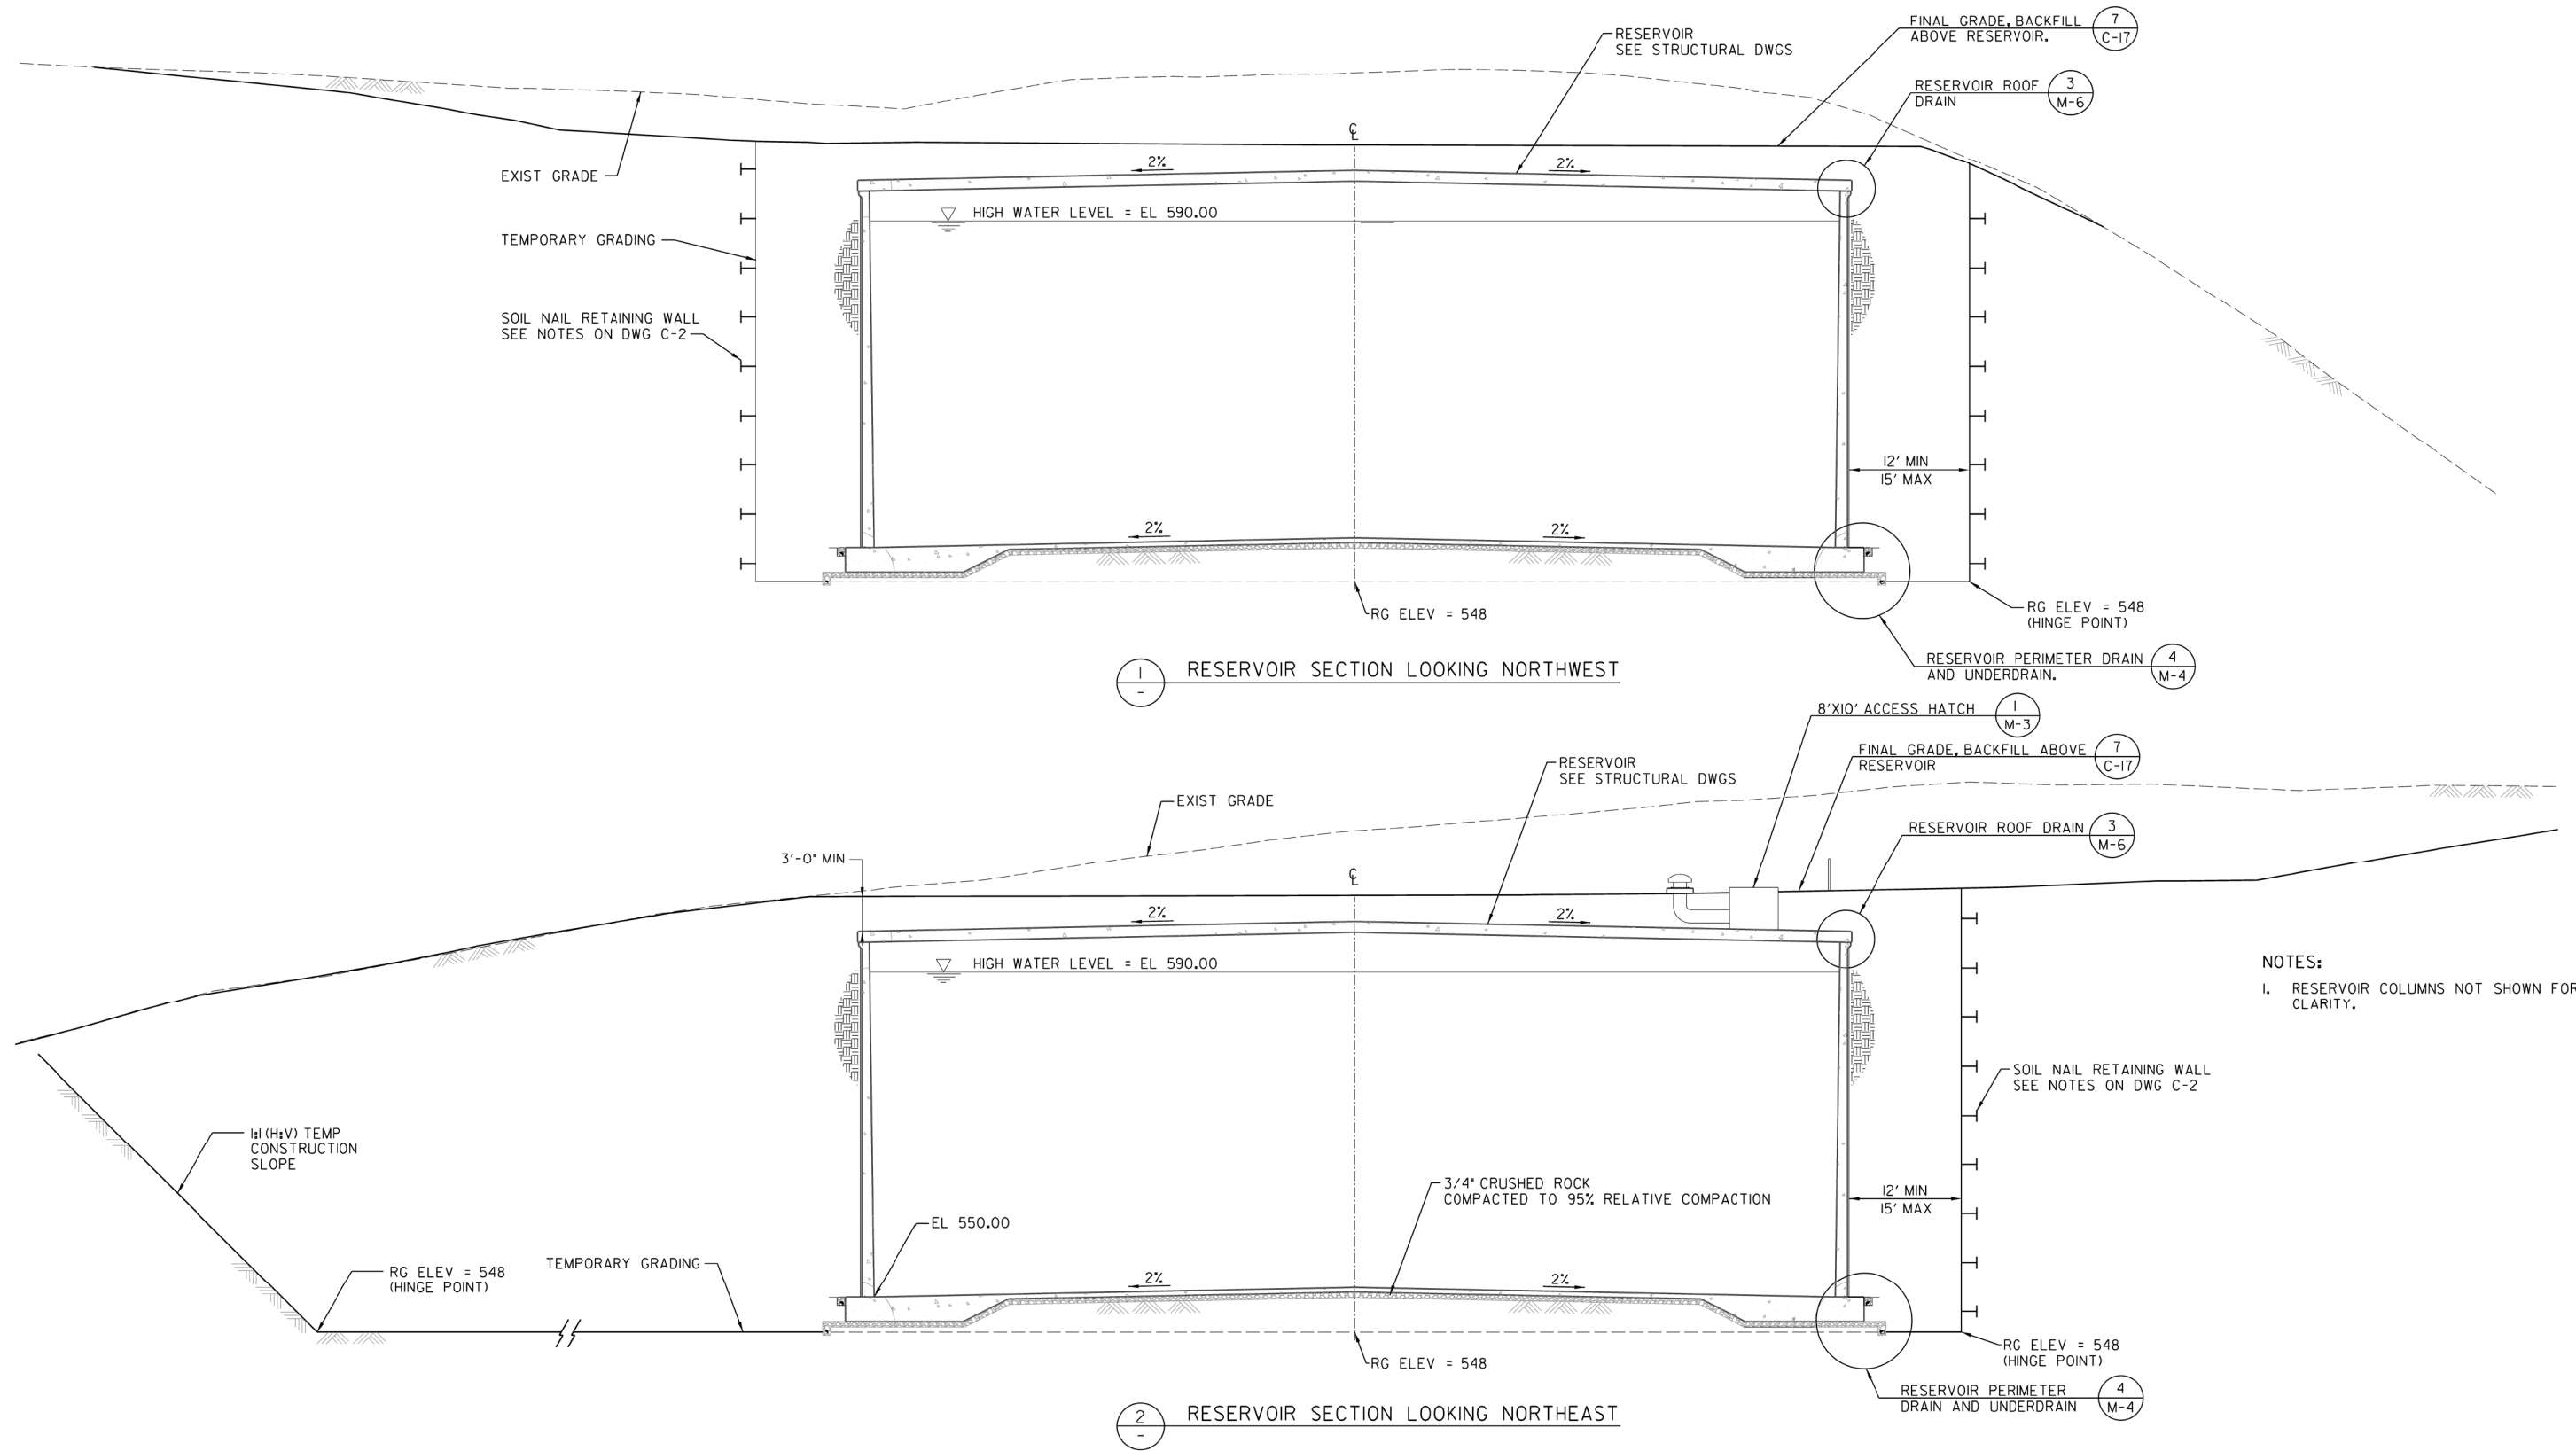 FINAL GRADE, BACKFILL
ABOVE RESERVOIR.
7
C-17
RESERVOIR
SEE STRUCTURAL DWGS
RESERVOIR ROOF
DRAIN
3
M-6
℄
EXIST GRADE
2%
2%
HIGH WATER LEVEL = EL 590.00
TEMPORARY GRADING
SOIL NAIL RETAINING WALL
SEE NOTES ON DWG C-2
12' MIN
15' MAX
2%
2%
RG ELEV = 548
RG ELEV = 548
(HINGE POINT)
1
-
RESERVOIR SECTION LOOKING NORTHWEST
RESERVOIR PERIMETER DRAIN
AND UNDERDRAIN.
4
M-4
8'X10' ACCESS HATCH
1
M-3
FINAL GRADE, BACKFILL ABOVE
RESERVOIR
7
C-17
RESERVOIR
SEE STRUCTURAL DWGS
EXIST GRADE
RESERVOIR ROOF DRAIN
3
M-6
3'-0" MIN
℄
2%
2%
HIGH WATER LEVEL = EL 590.00
NOTES:
1. RESERVOIR COLUMNS NOT SHOWN FOR
CLARITY.
SOIL NAIL RETAINING WALL
SEE NOTES ON DWG C-2
1:1 (H:V) TEMP
CONSTRUCTION
SLOPE
3/4" CRUSHED ROCK
COMPACTED TO 95% RELATIVE COMPACTION
12' MIN
15' MAX
EL 550.00
RG ELEV = 548
(HINGE POINT)
TEMPORARY GRADING
2%
2%
RG ELEV = 548
RG ELEV = 548
(HINGE POINT)
2
-
RESERVOIR SECTION LOOKING NORTHEAST
RESERVOIR PERIMETER
DRAIN AND UNDERDRAIN
4
M-4